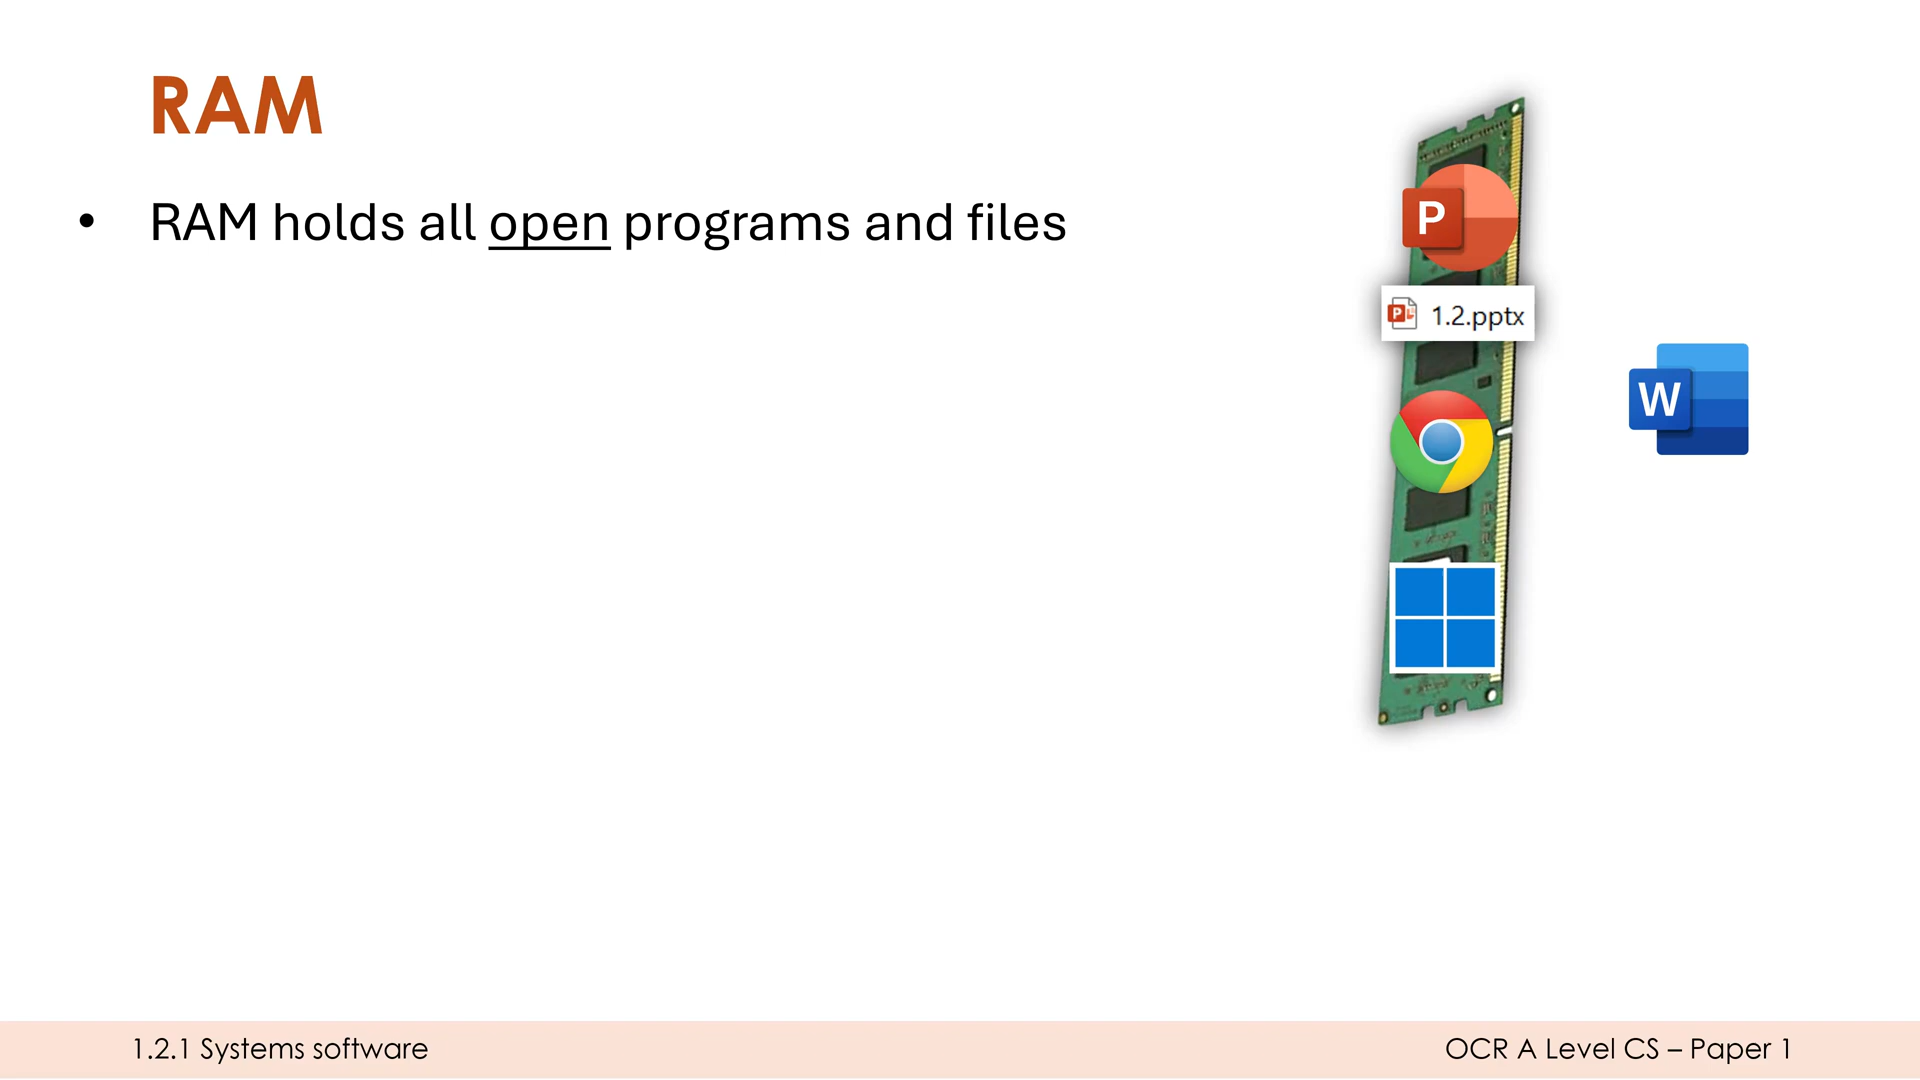 RAM
• RAM holds all open programs and files
P
P 1.2.pptx
W
1.2.1 Systems software
OCR A Level CS – Paper 1